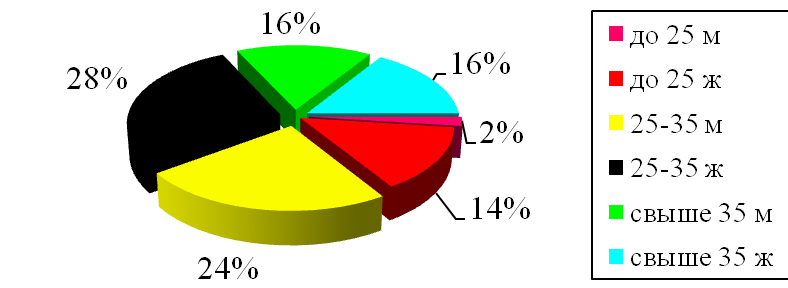 16%
28%
16%
2%
14%
24%
до 25 м
до 25 ж
25-35 м
25-35 ж
свыше 35 м
свыше 35 ж